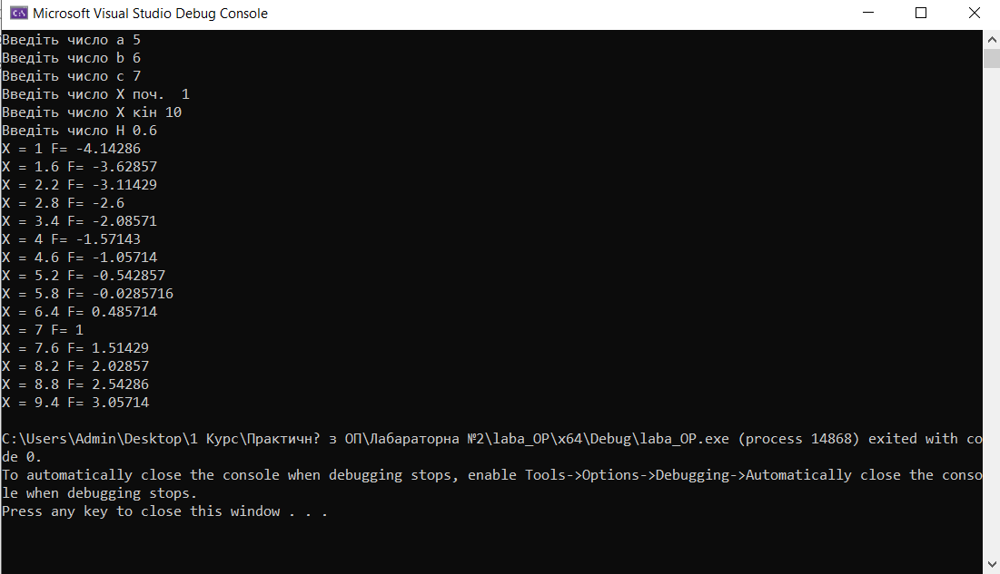 Microsoft Visual Studio Debug Console
Введіть число a 5
Введіть число b 6
Введіть число c 7
Введіть число X поч.  1
Введіть число X кін 10
Введіть число H 0.6
X = 1 F= -4.14286
X = 1.6 F= -3.62857
X = 2.2 F= -3.11429
X = 2.8 F= -2.6
X = 3.4 F= -2.08571
X = 4 F= -1.57143
X = 4.6 F= -1.05714
X = 5.2 F= -0.542857
X = 5.8 F= -0.0285716
X = 6.4 F= 0.485714
X = 7 F= 1
X = 7.6 F= 1.51429
X = 8.2 F= 2.02857
X = 8.8 F= 2.54286
X = 9.4 F= 3.05714
C:\Users\Admin\Desktop\1 Курс\Практичн? з ОП\Лабараторна №2\laba_OP\x64\Debug\laba_OP.exe (process 14868) exited with co
de 0.
To automatically close the console when debugging stops, enable Tools->Options->Debugging->Automatically close the conso
le when debugging stops.
Press any key to close this window . . .